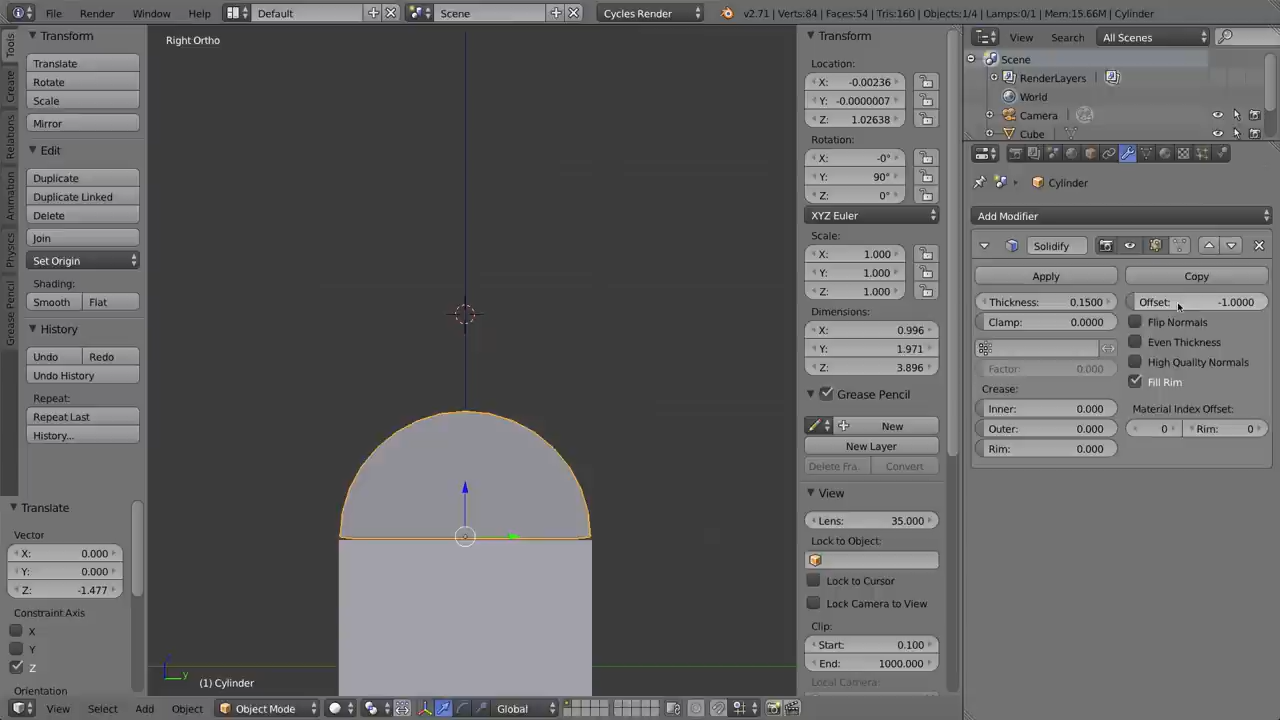 File Render Window Help Default Scene Cycles Render v2.71 | Verts:84 | Faces:54 | Tris:160 | Objects:1/4 | Lamps:0/1 | Mem:15.66M | Cylinder
Tools
Create
Relations
Animation
Physics
Grease Pencil
Transform
Translate
Rotate
Scale
Mirror
Edit
Duplicate
Duplicate Linked
Delete
Join
Set Origin
Shading:
Smooth Flat
History
Undo Redo
Undo History
Repeat:
Repeat Last
History...
Translate
Vector
X: 0.000
Y: 0.000
Z: -1.477
Constraint Axis
X
Y
Z
Orientation
Right Ortho
y
(1) Cylinder
View Select Add Object Object Mode Global
Transform
Location:
X: -0.00236
Y: -0.0000007
Z: 1.02638
Rotation:
X: -0°
Y: 90°
Z: 0°
XYZ Euler
Scale:
X: 1.000
Y: 1.000
Z: 1.000
Dimensions:
X: 0.996
Y: 1.971
Z: 3.896
Grease Pencil
New
New Layer
Delete Fra. Convert
View
Lens: 35.000
Lock to Object:
Lock to Cursor
Lock Camera to View
Clip:
Start: 0.100
End: 1000.000
Local Camera:
View Search All Scenes
Scene
RenderLayers |
World
Camera |
Cube |
Cylinder
Add Modifier
Solidify
Apply Copy
Thickness: 0.1500 Offset: -1.0000
Clamp: 0.0000 Flip Normals
Even Thickness
Factor: 0.000 High Quality Normals
Crease: Fill Rim
Inner: 0.000 Material Index Offset:
Outer: 0.000 0 Rim: 0
Rim: 0.000